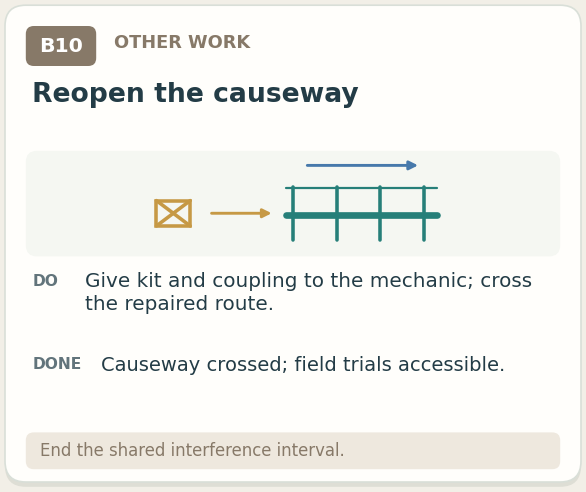 B10
OTHER WORK
Reopen the causeway
DO
Give kit and coupling to the mechanic; cross
the repaired route.
DONE
Causeway crossed; field trials accessible.
End the shared interference interval.